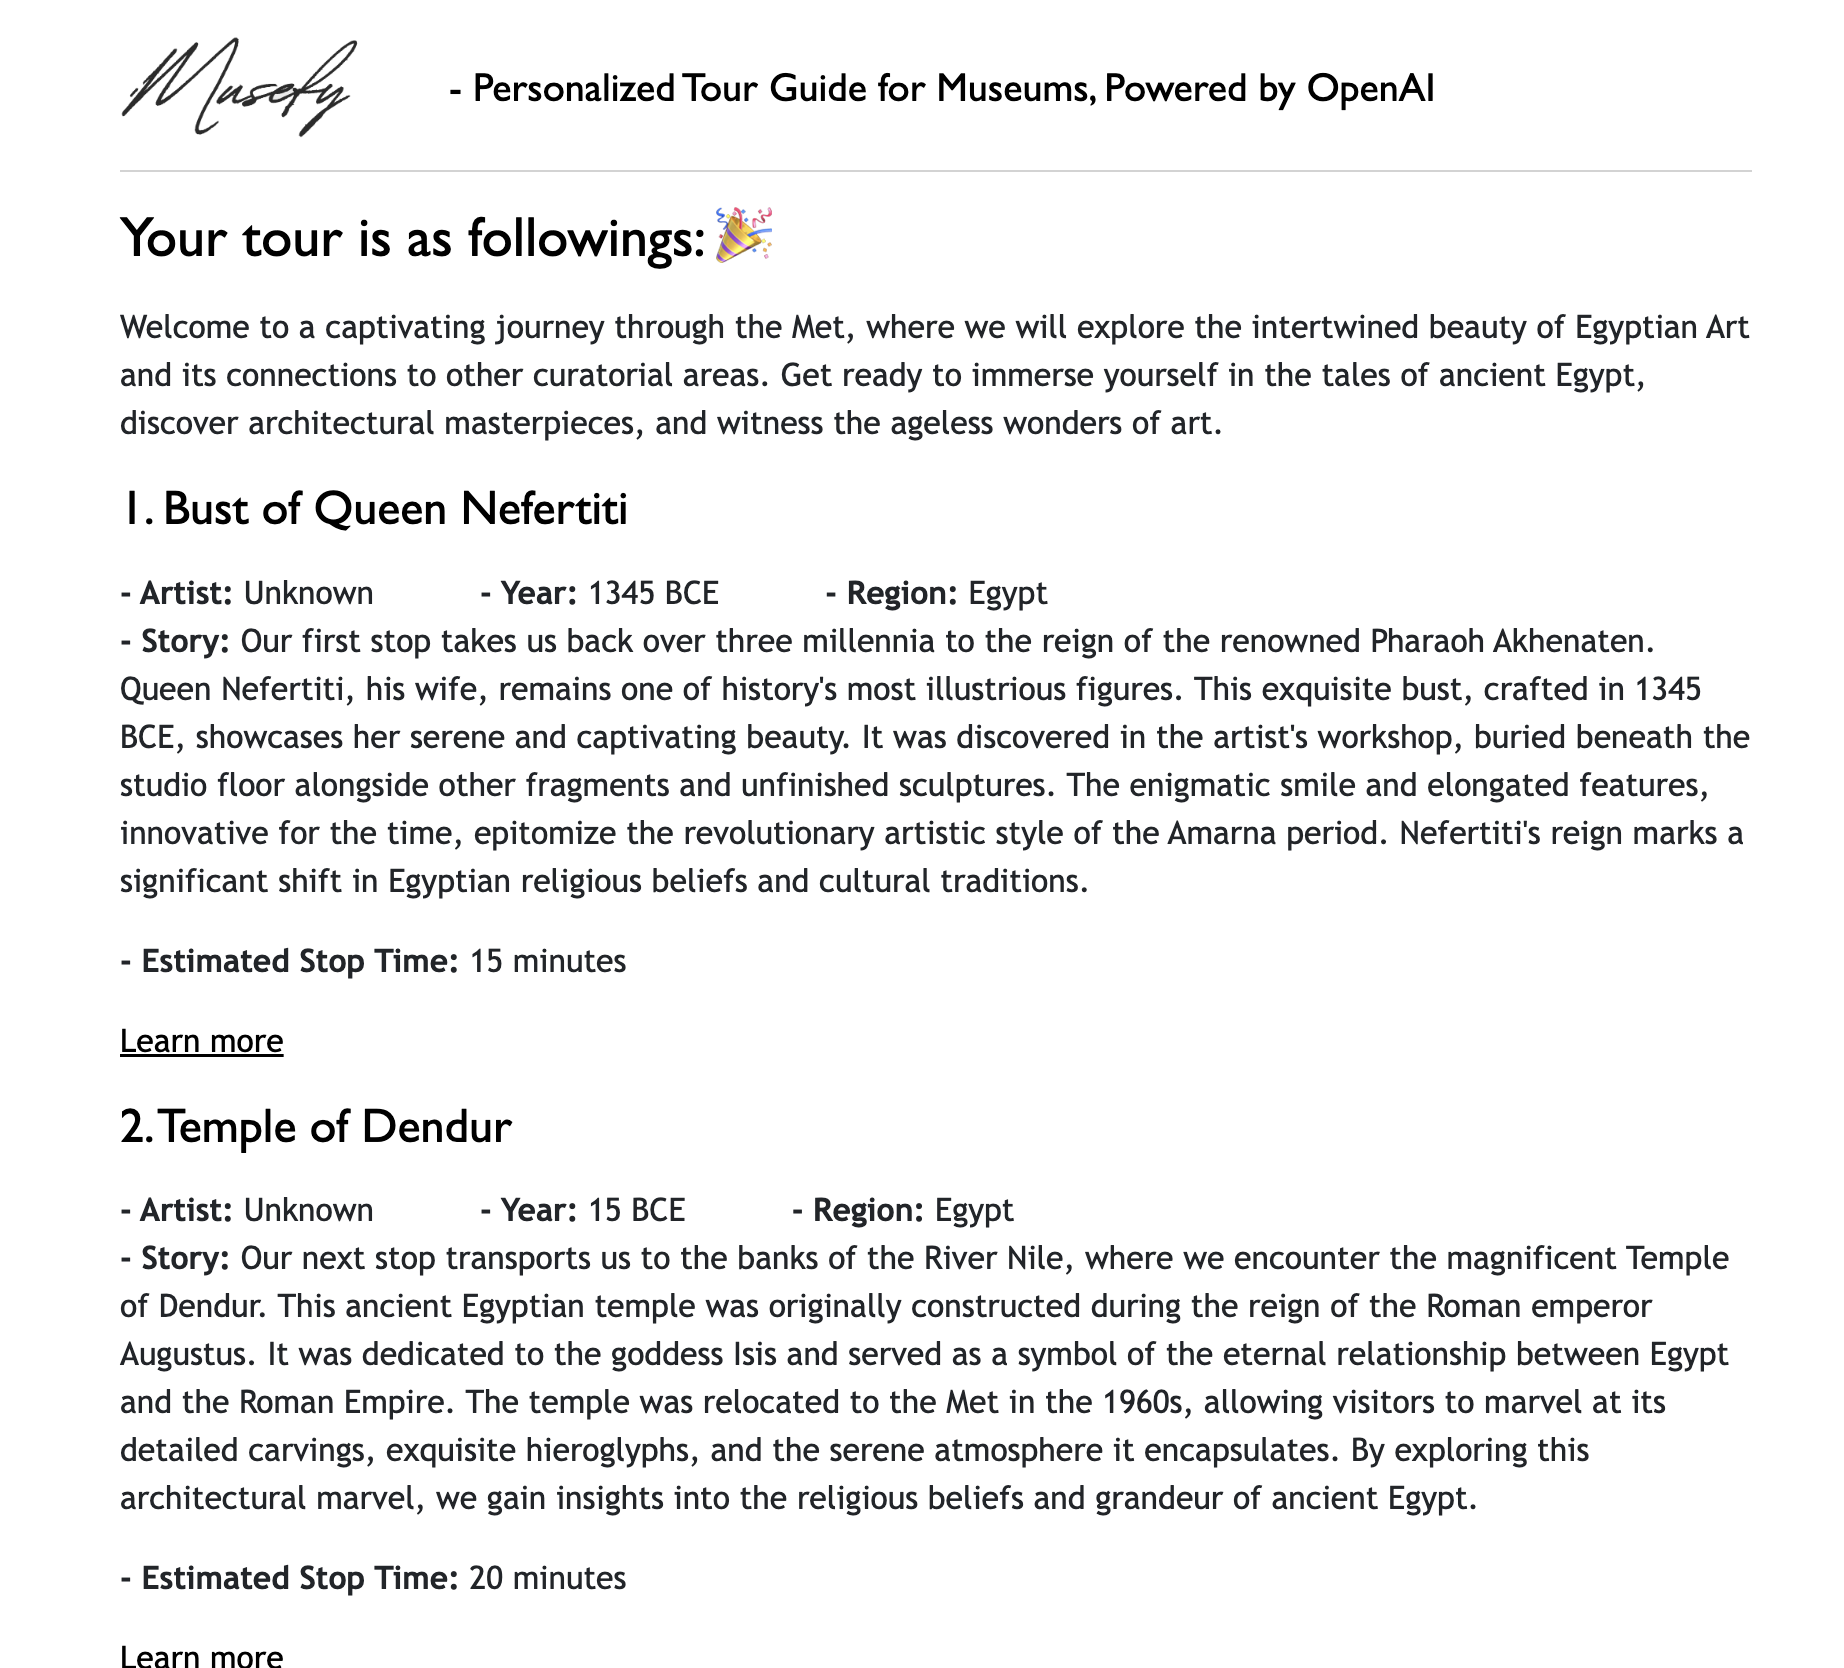 Musefy - Personalized Tour Guide for Museums, Powered by OpenAI
Your tour is as followings: 🎉
Welcome to a captivating journey through the Met, where we will explore the intertwined beauty of Egyptian Art
and its connections to other curatorial areas. Get ready to immerse yourself in the tales of ancient Egypt,
discover architectural masterpieces, and witness the ageless wonders of art.
1. Bust of Queen Nefertiti
- Artist: Unknown - Year: 1345 BCE - Region: Egypt
- Story: Our first stop takes us back over three millennia to the reign of the renowned Pharaoh Akhenaten.
Queen Nefertiti, his wife, remains one of history's most illustrious figures. This exquisite bust, crafted in 1345
BCE, showcases her serene and captivating beauty. It was discovered in the artist's workshop, buried beneath the
studio floor alongside other fragments and unfinished sculptures. The enigmatic smile and elongated features,
innovative for the time, epitomize the revolutionary artistic style of the Amarna period. Nefertiti's reign marks a
significant shift in Egyptian religious beliefs and cultural traditions.
- Estimated Stop Time: 15 minutes
Learn more
2. Temple of Dendur
- Artist: Unknown - Year: 15 BCE - Region: Egypt
- Story: Our next stop transports us to the banks of the River Nile, where we encounter the magnificent Temple
of Dendur. This ancient Egyptian temple was originally constructed during the reign of the Roman emperor
Augustus. It was dedicated to the goddess Isis and served as a symbol of the eternal relationship between Egypt
and the Roman Empire. The temple was relocated to the Met in the 1960s, allowing visitors to marvel at its
detailed carvings, exquisite hieroglyphs, and the serene atmosphere it encapsulates. By exploring this
architectural marvel, we gain insights into the religious beliefs and grandeur of ancient Egypt.
- Estimated Stop Time: 20 minutes
Learn more